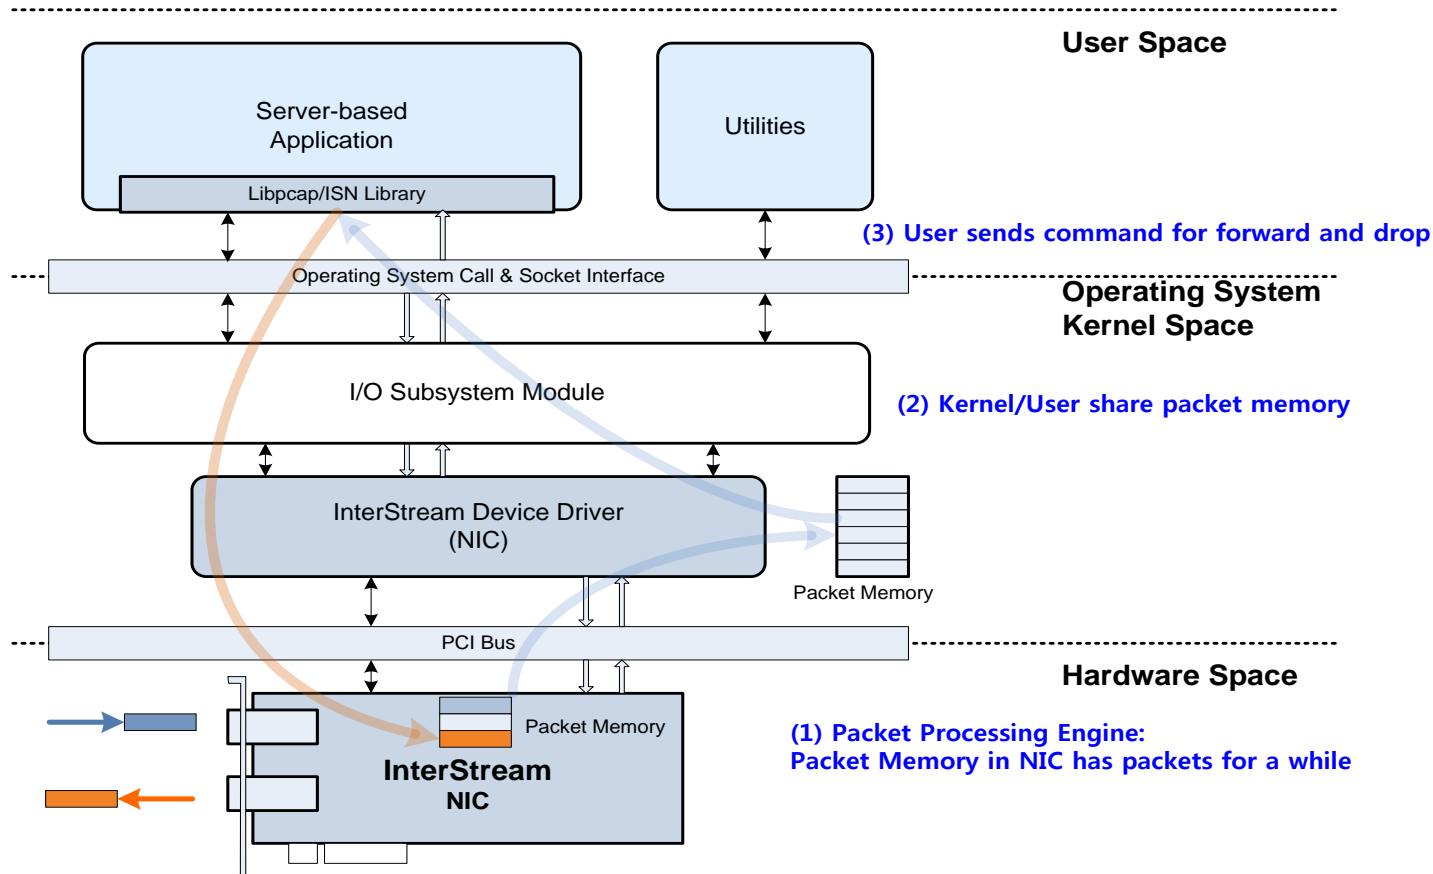 User Space
Server-based
Application
Utilities
Libpcap/ISN Library
(3) User sends command for forward and drop
Operating System Call & Socket Interface
Operating System
Kernel Space
I/O Subsystem Module
(2) Kernel/User share packet memory
InterStream Device Driver
(NIC)
Packet Memory
PCI Bus
Hardware Space
Packet Memory
(1) Packet Processing Engine:
Packet Memory in NIC has packets for a while
InterStream
NIC